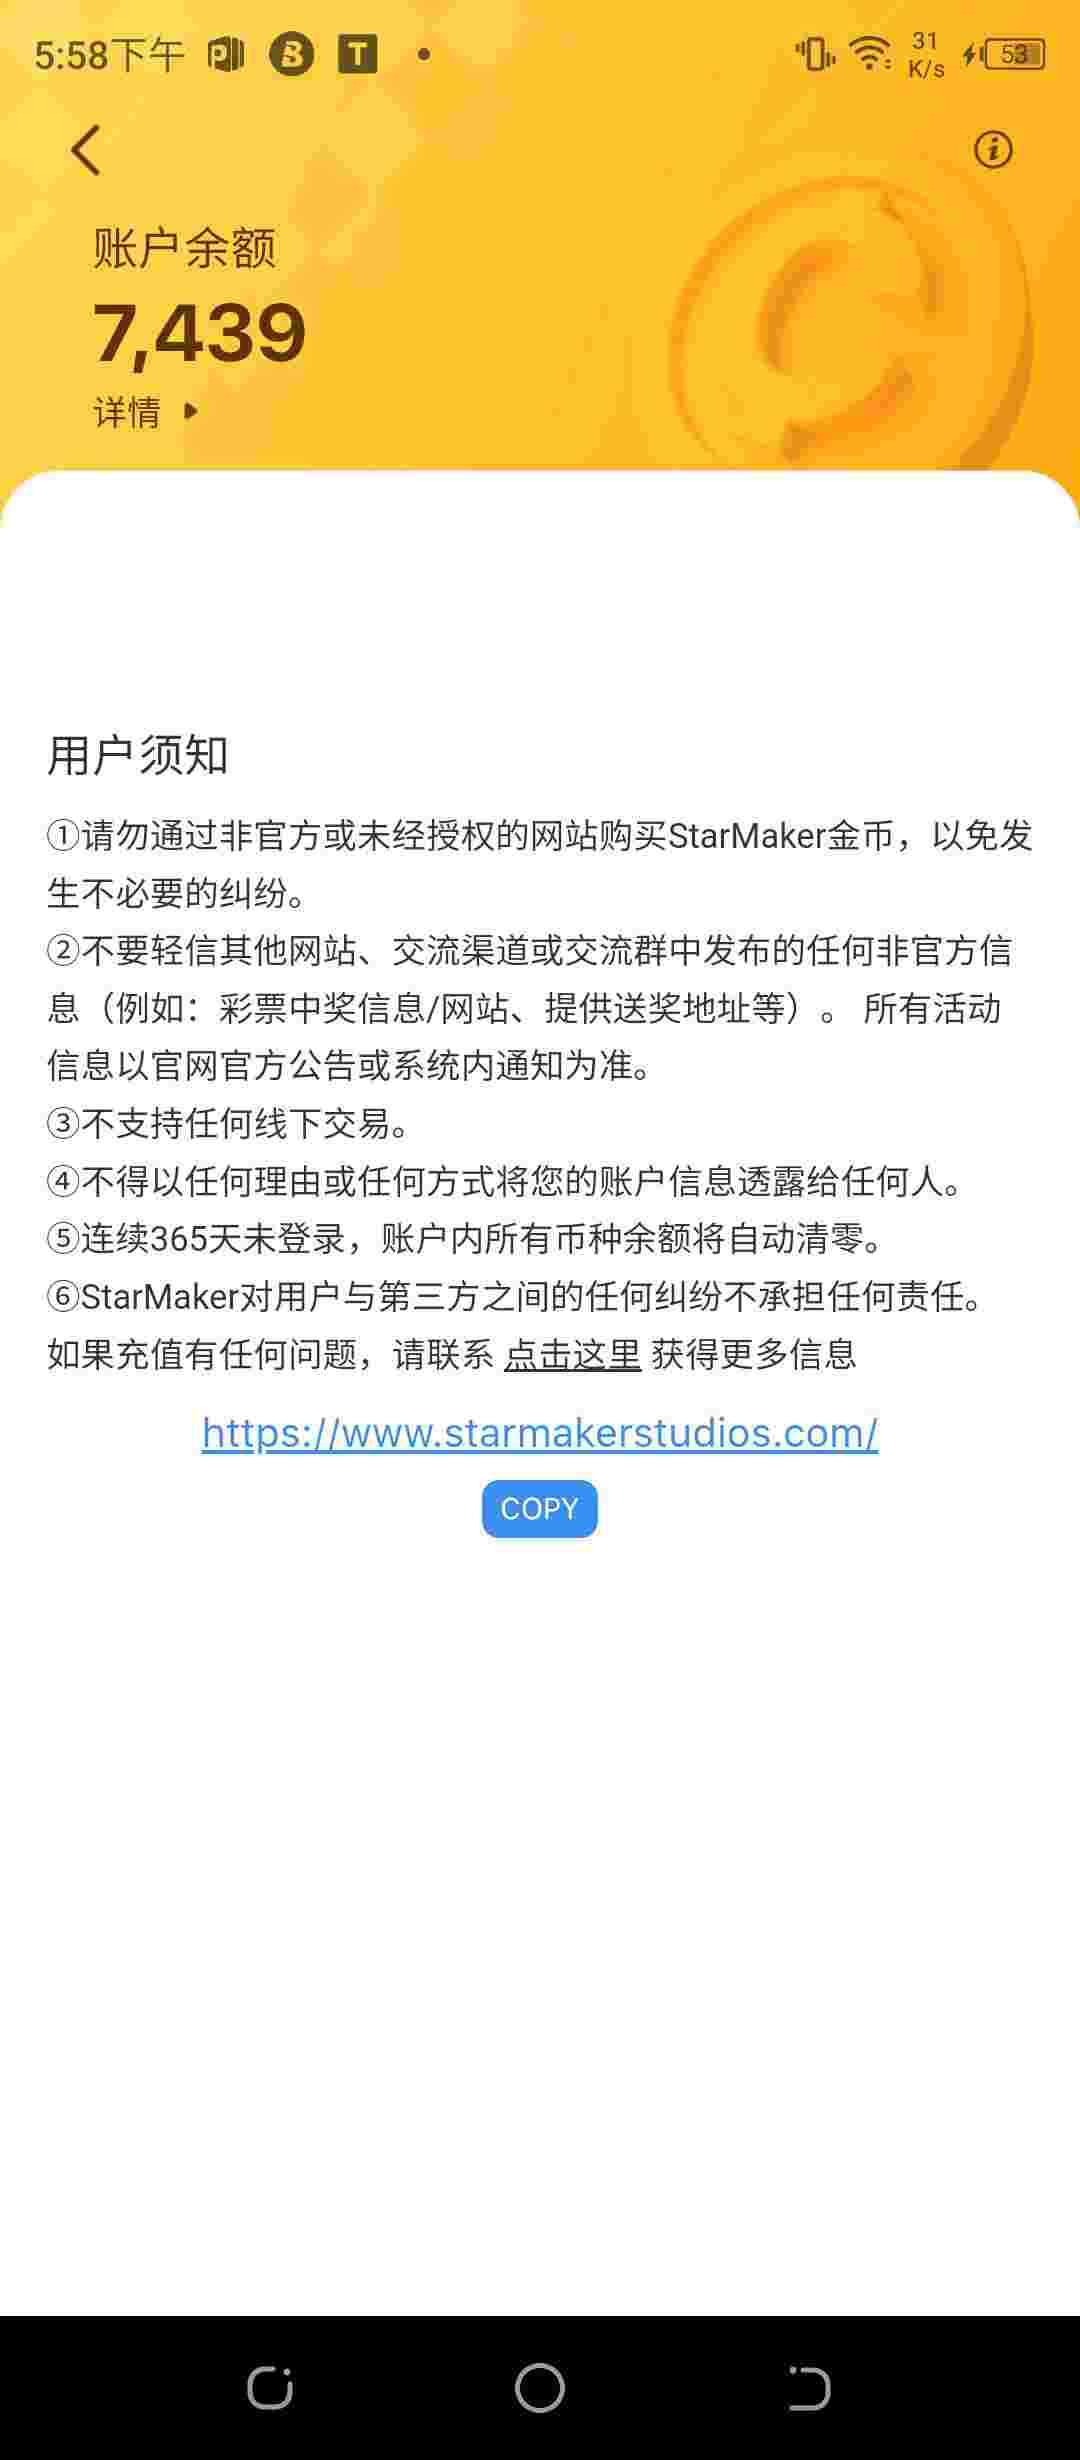 5:58下午
31
K/s
53
账户余额
7,439
详情
用户须知
①请勿通过非官方或未经授权的网站购买StarMaker金币，以免发
生不必要的纠纷。
②不要轻信其他网站、交流渠道或交流群中发布的任何非官方信
息（例如：彩票中奖信息/网站、提供送奖地址等）。 所有活动
信息以官网官方公告或系统内通知为准。
③不支持任何线下交易。
④不得以任何理由或任何方式将您的账户信息透露给任何人。
⑤连续365天未登录，账户内所有币种余额将自动清零。
⑥StarMaker对用户与第三方之间的任何纠纷不承担任何责任。
如果充值有任何问题，请联系 点击这里 获得更多信息
https://www.starmakerstudios.com/
COPY